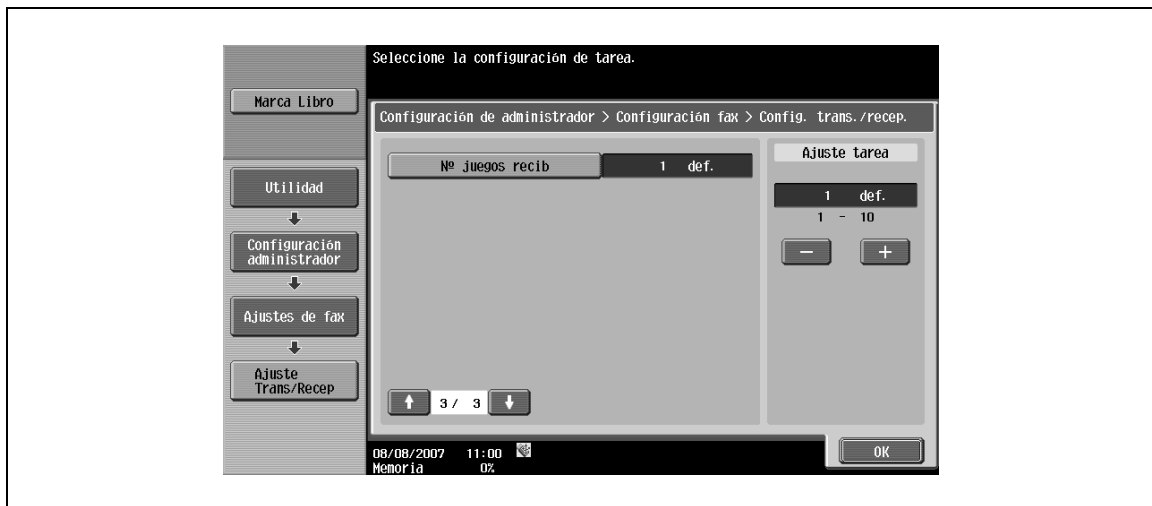 Seleccione la configuración de tarea.
Marca Libro
Configuración de administrador > Configuración fax > Config. trans./recep.
Nº juegos recib
1 def.
Ajuste tarea
1 def.
1 - 10
− +
Utilidad
Configuración
administrador
Ajustes de fax
Ajuste
Trans/Recep
3/ 3
08/08/2007 11:00
Memoria 0%
OK